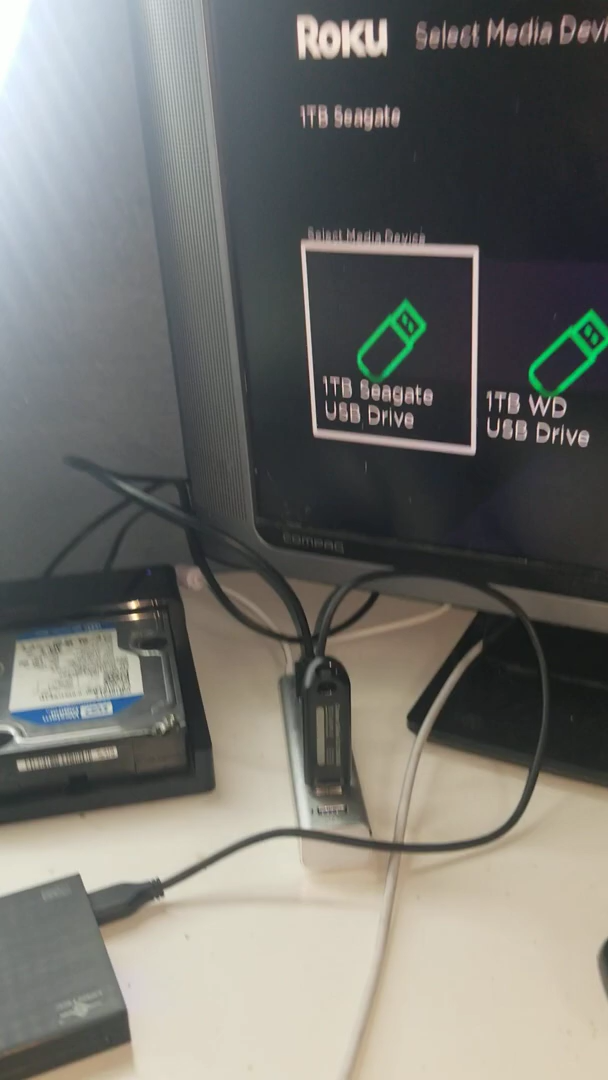 Roku Select Media Devi
1TB Seagate
Select Media Device
1TB Seagate
USB Drive
1TB WD
USB Drive
COMPAQ